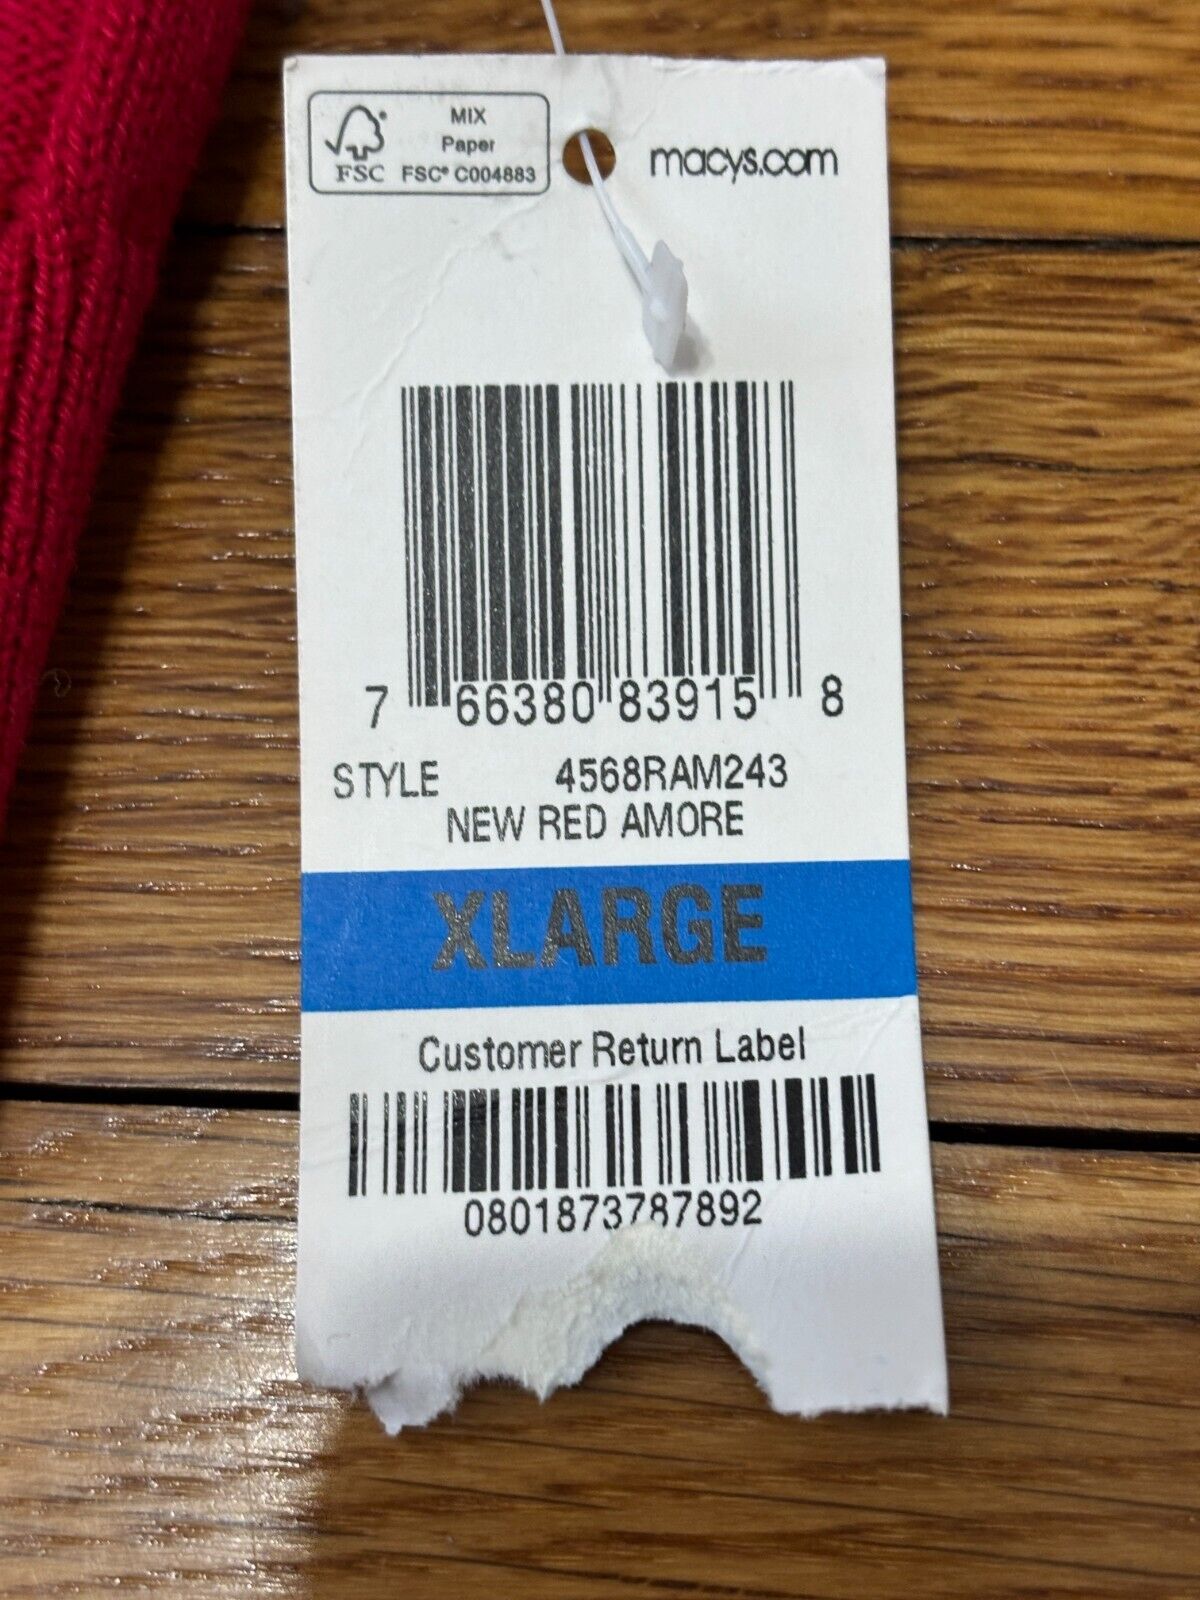 MIX
Paper
FSC FSC® C004883
macys.com
7 66380 83915 8
STYLE 4568RAM243
NEW RED AMORE
XLARGE
Customer Return Label
0801873787892